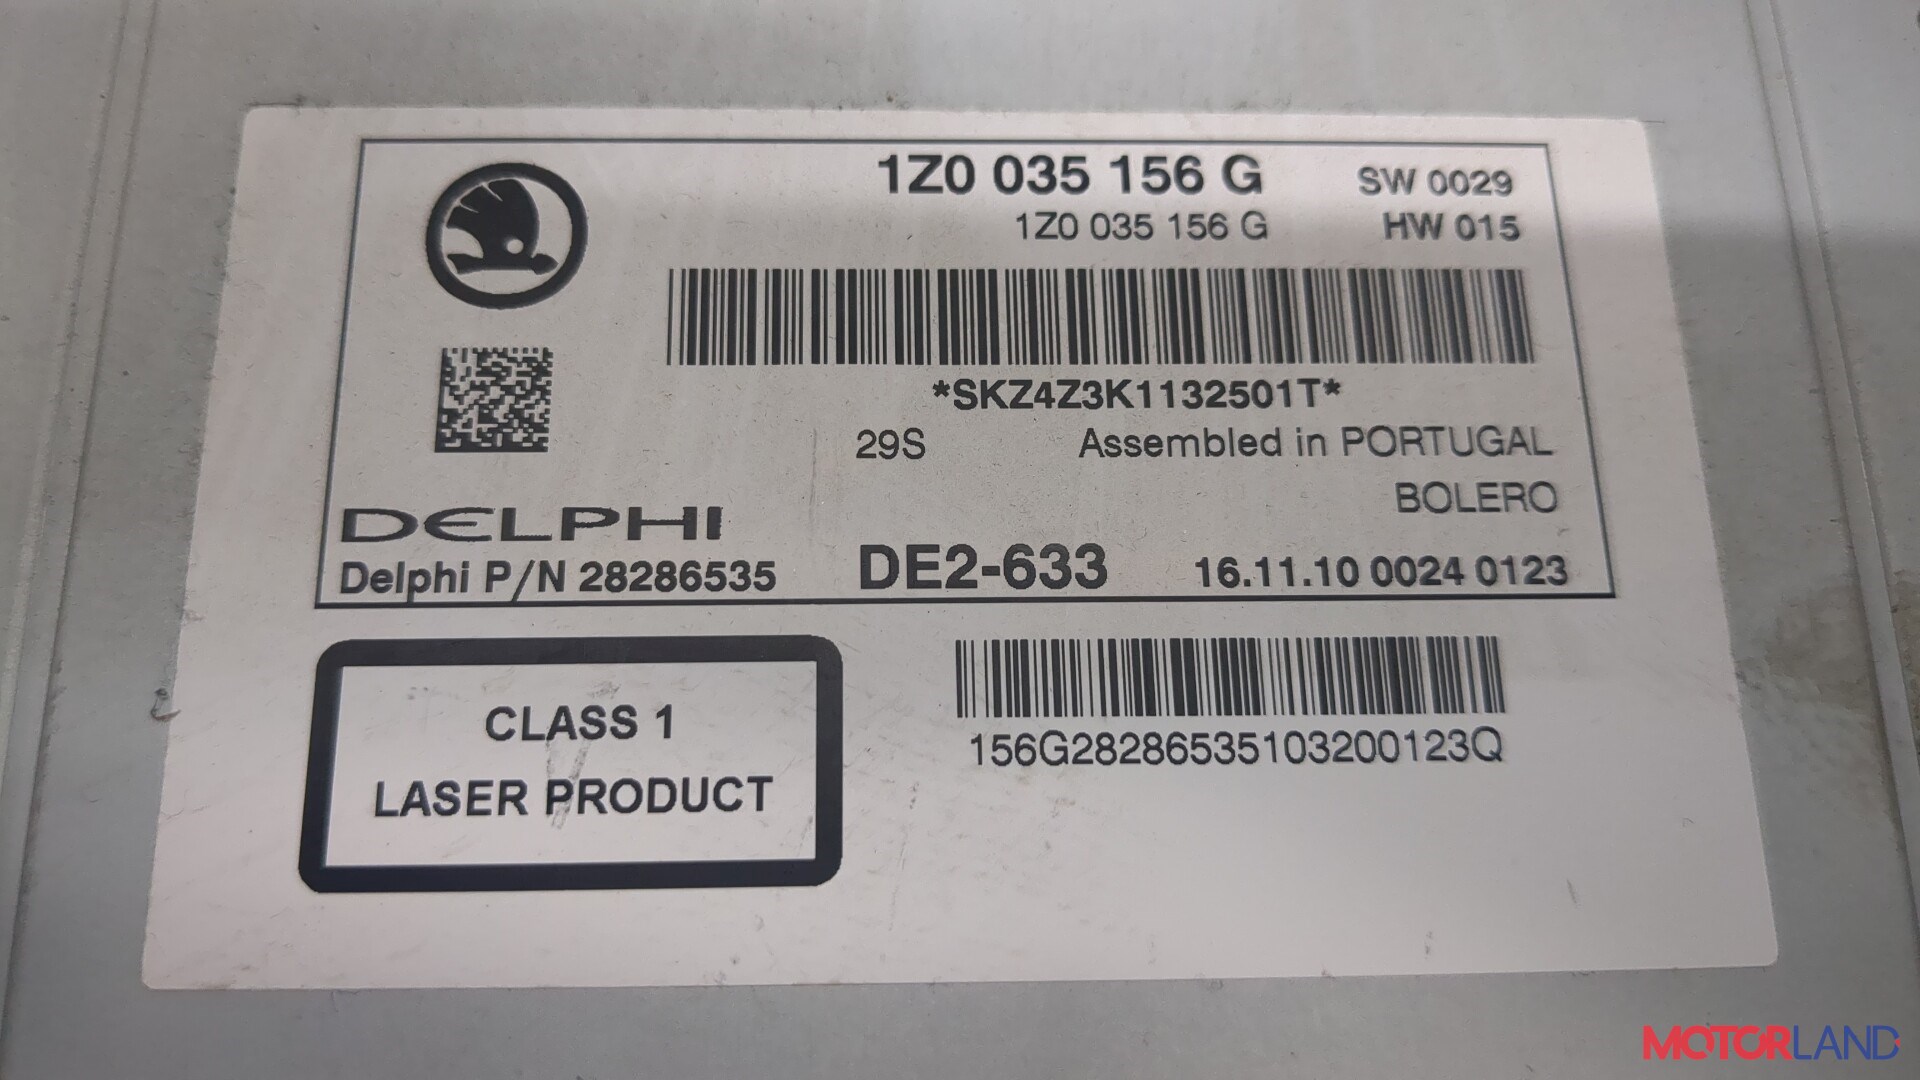 1Z0 035 156 G SW 0029
1Z0 035 156 G HW 015
*SKZ4Z3K1132501T*
29S Assembled in PORTUGAL
BOLERO
DELPHI
Delphi P/N 28286535 DE2-633 16.11.10 0024 0123
CLASS 1
LASER PRODUCT
156G28286535103200123Q
MOTORLAND